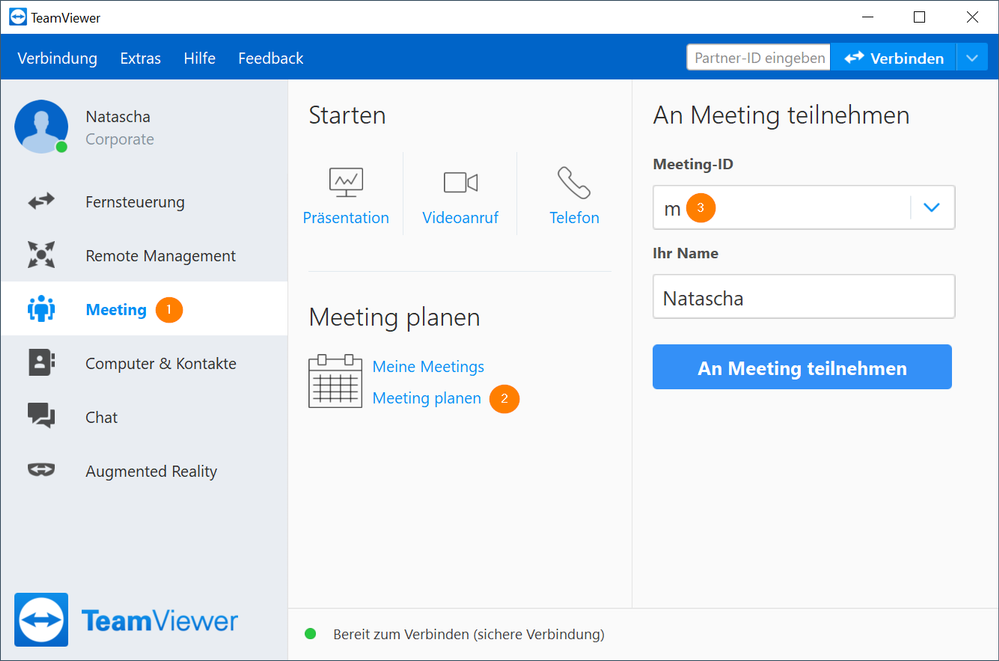 TeamViewer
Verbindung Extras Hilfe Feedback
Partner-ID eingeben Verbinden
Natascha
Corporate
Fernsteuerung
Remote Management
Meeting 1
Computer & Kontakte
Chat
Augmented Reality
TeamViewer
Starten
Präsentation Videoanruf Telefon
Meeting planen
Meine Meetings
Meeting planen 2
An Meeting teilnehmen
Meeting-ID
m 3
Ihr Name
Natascha
An Meeting teilnehmen
Bereit zum Verbinden (sichere Verbindung)